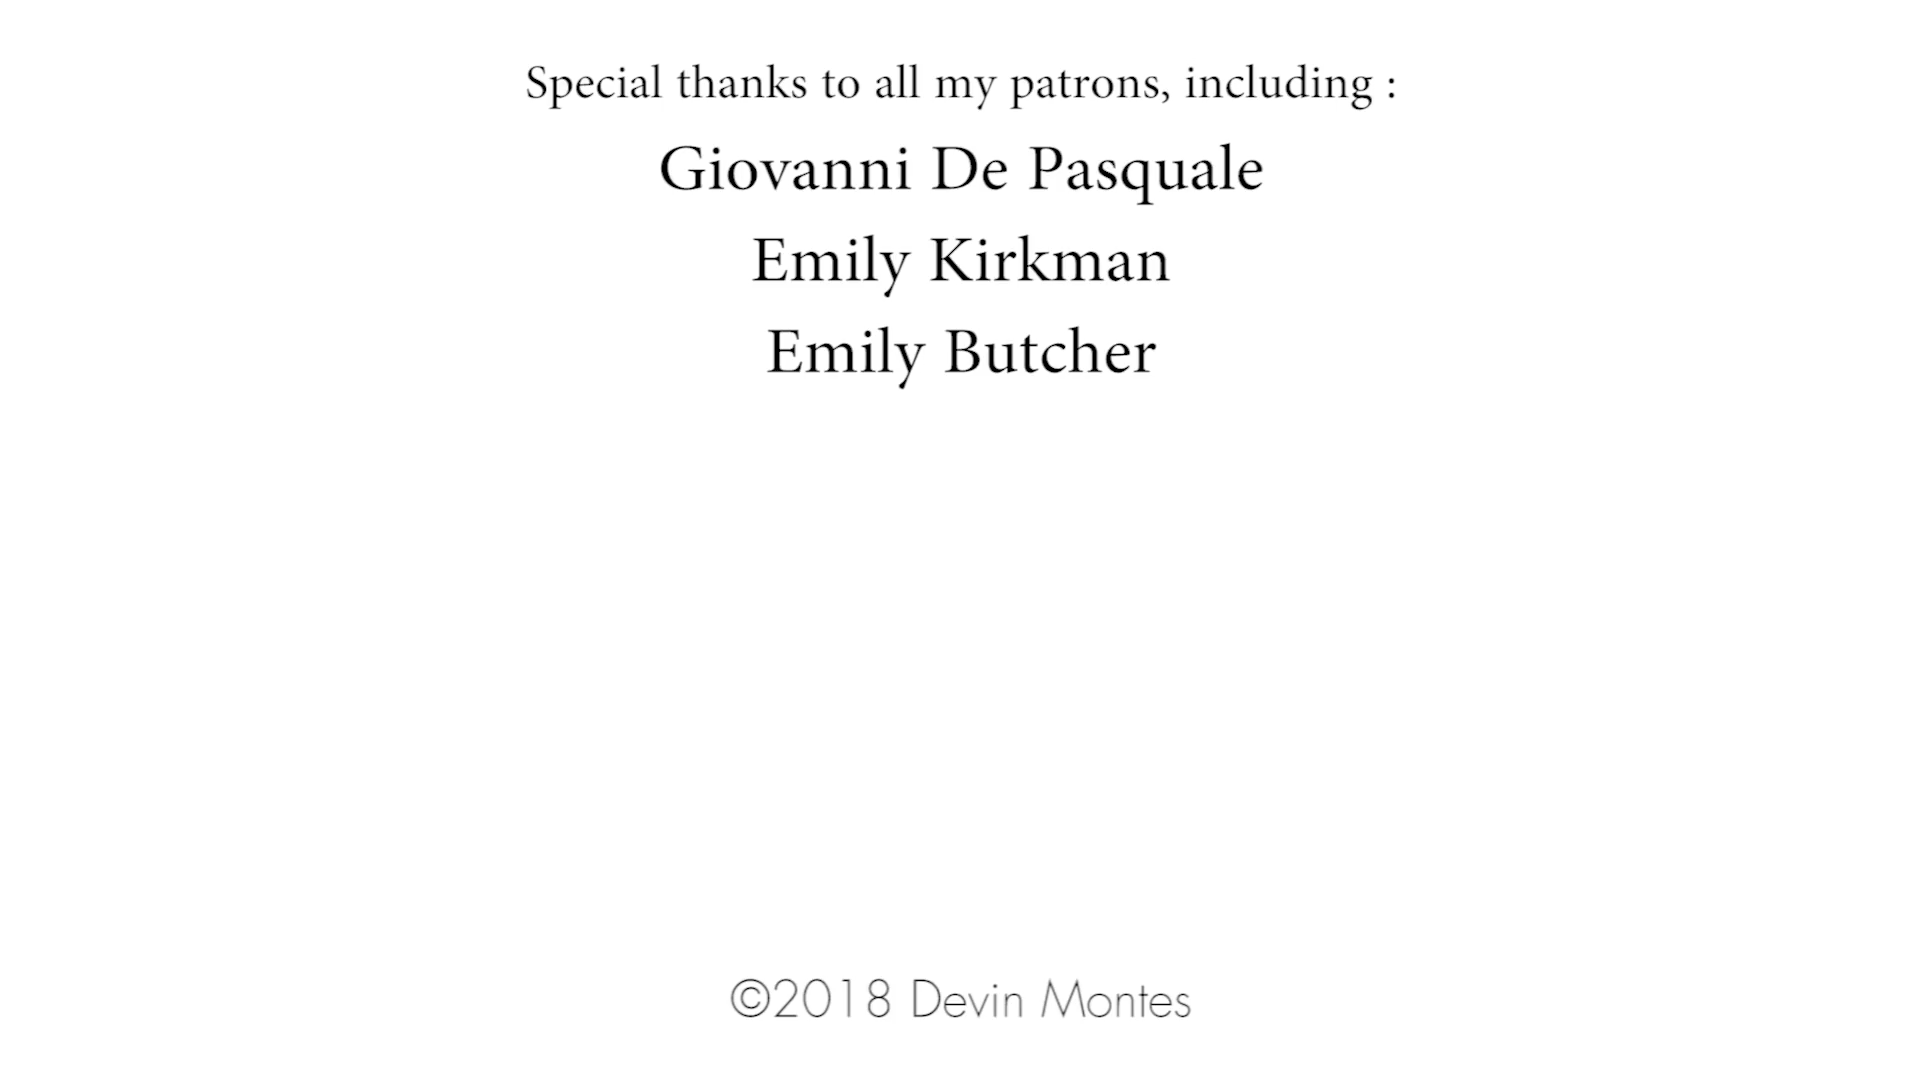 Special thanks to all my patrons, including :
Giovanni De Pasquale
Emily Kirkman
Emily Butcher
©2018 Devin Montes